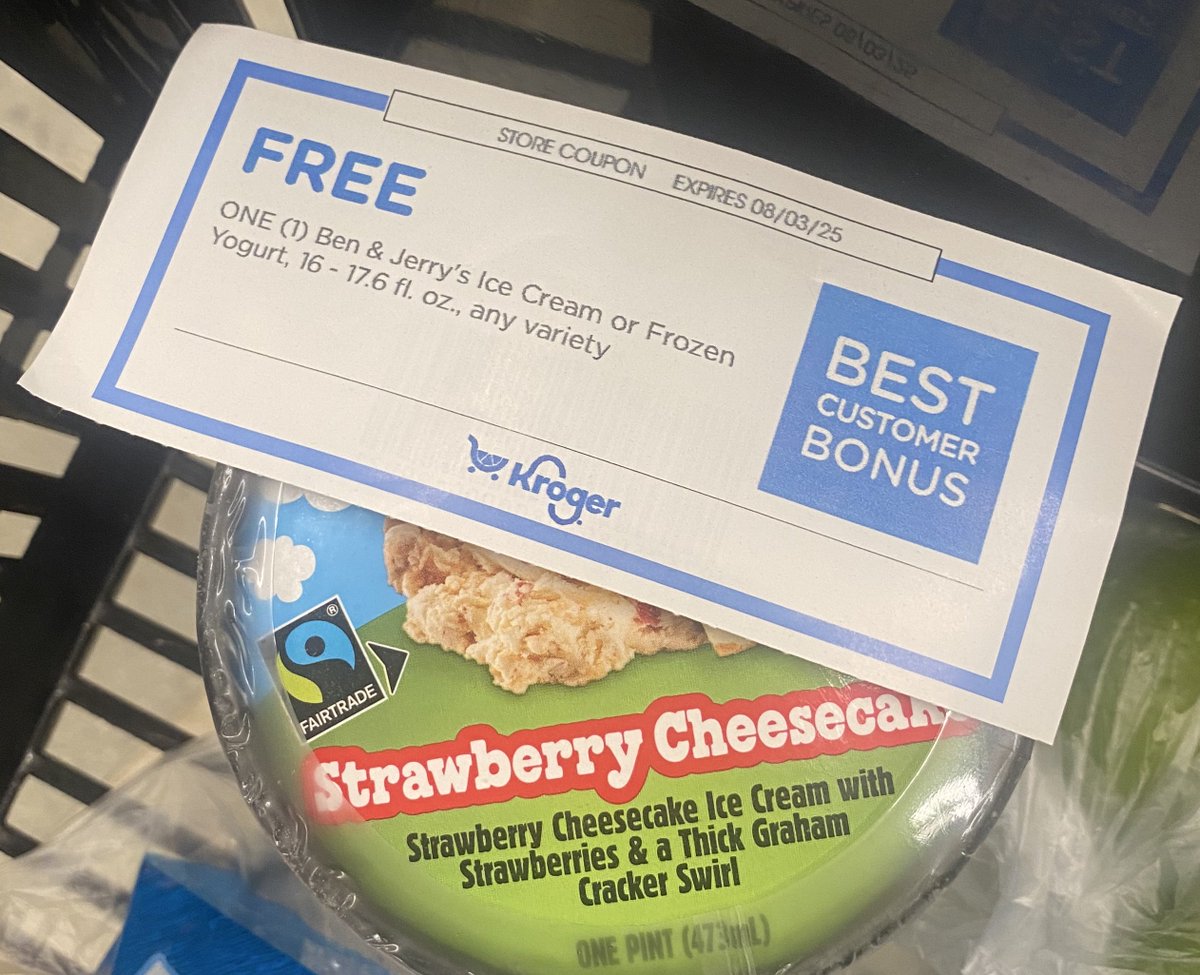 STORE COUPON EXPIRES 08/03/25
FREE
ONE (1) Ben & Jerry's Ice Cream or Frozen
Yogurt, 16 - 17.6 fl. oz., any variety
BEST
CUSTOMER
BONUS
Kroger
®
FAIRTRADE
Strawberry Cheesecake
Strawberry Cheesecake Ice Cream with
Strawberries & a Thick Graham
Cracker Swirl
ONE PINT (473mL)